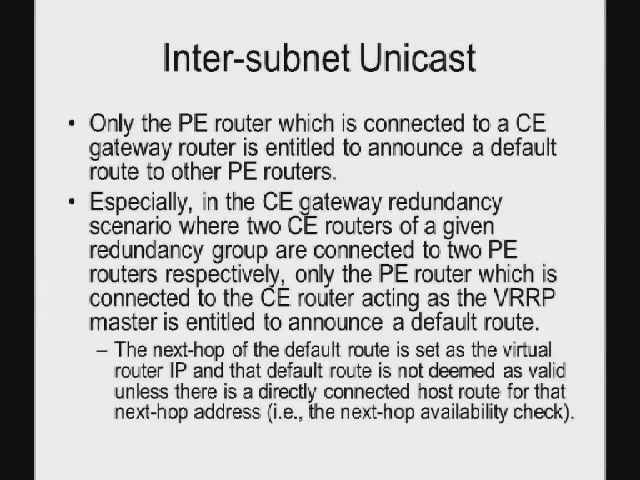 Inter-subnet Unicast
• Only the PE router which is connected to a CE
gateway router is entitled to announce a default
route to other PE routers.
• Especially, in the CE gateway redundancy
scenario where two CE routers of a given
redundancy group are connected to two PE
routers respectively, only the PE router which is
connected to the CE router acting as the VRRP
master is entitled to announce a default route.
– The next-hop of the default route is set as the virtual
router IP and that default route is not deemed as valid
unless there is a directly connected host route for that
next-hop address (i.e., the next-hop availability check).